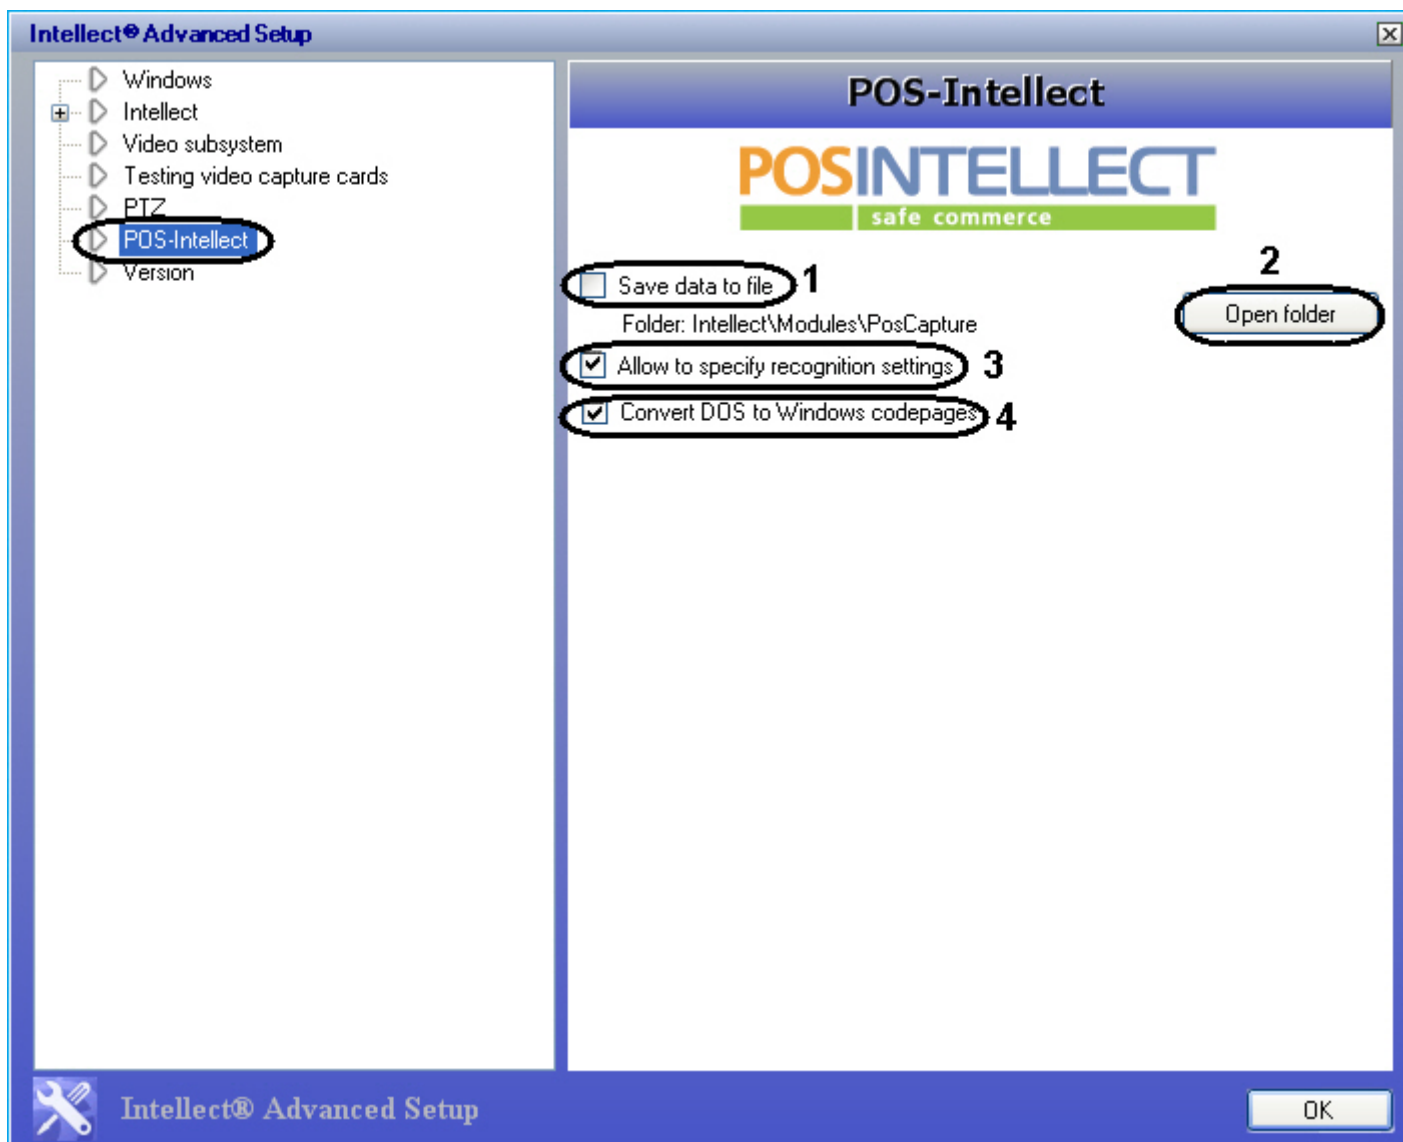 Intellect® Advanced Setup
Windows
Intellect
Video subsystem
Testing video capture cards
PTZ
POS-Intellect
Version
POS-Intellect
POSINTELLECT
safe commerce
Save data to file 1
2
Open folder
Folder: Intellect\Modules\PosCapture
Allow to specify recognition settings 3
Convert DOS to Windows codepages 4
Intellect® Advanced Setup
OK